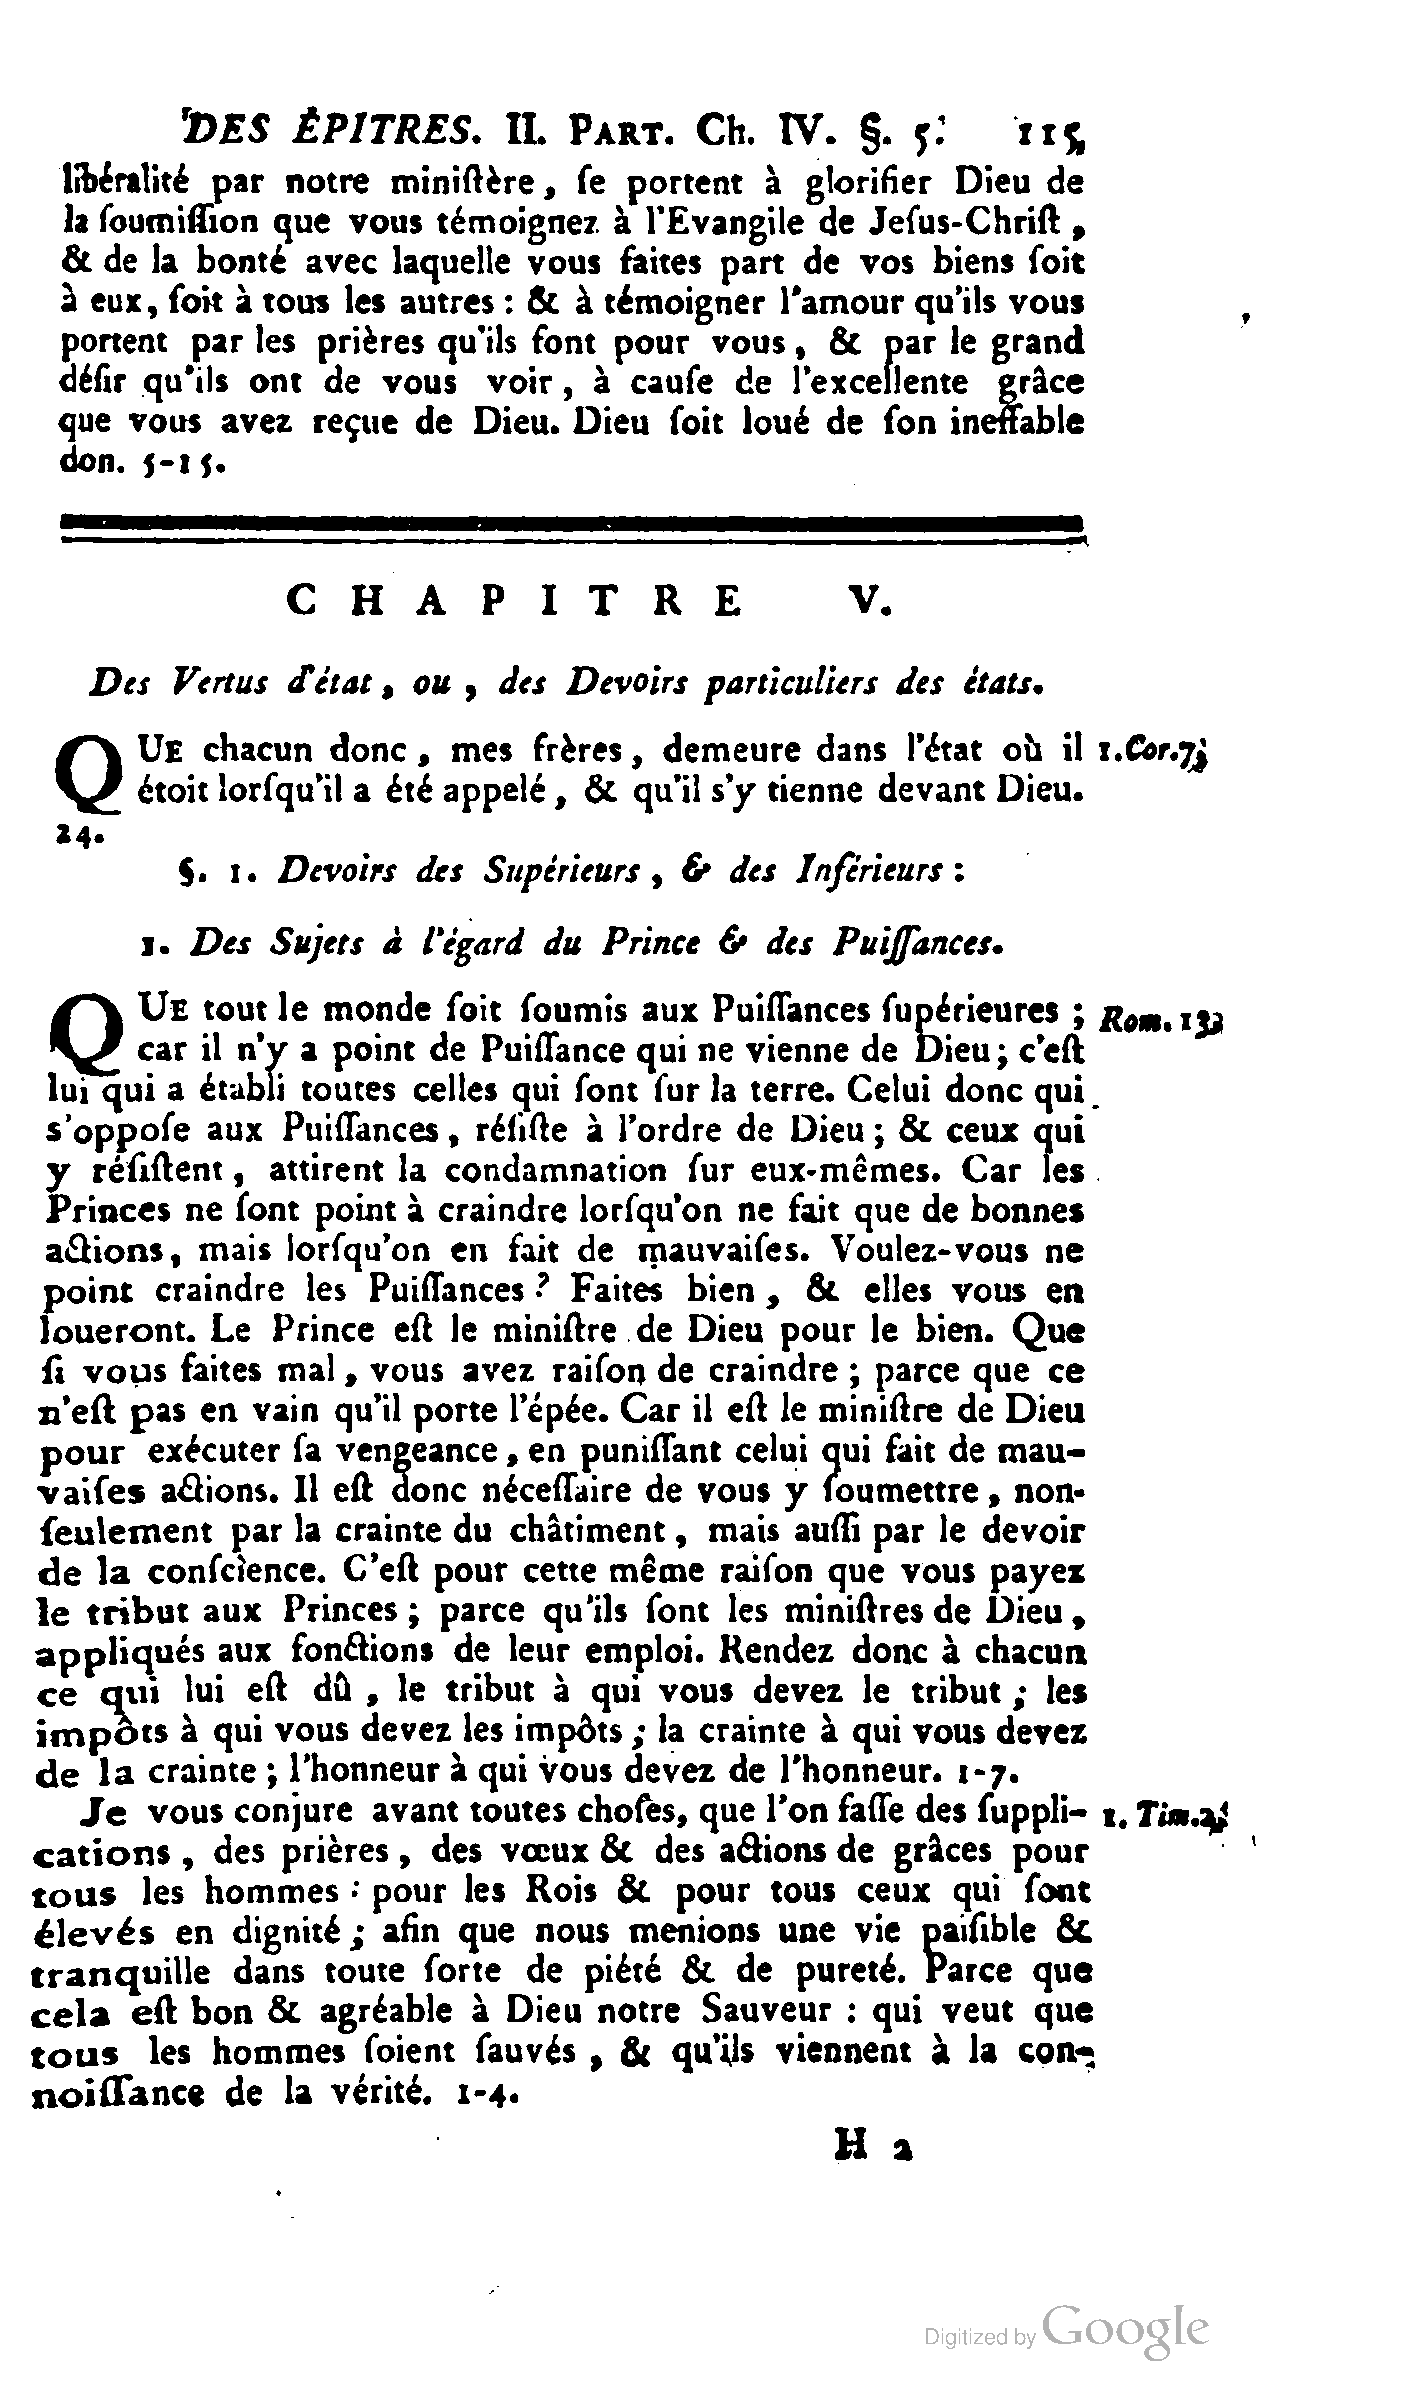 DES ÉPITRES. II. PART. Ch. IV. §. 5. 115
libéralité par notre miniſtère, ſe portent à glorifier Dieu de
la ſoumiſſion que vous témoignez à l'Evangile de Jeſus-Chriſt,
& de la bonté avec laquelle vous faites part de vos biens ſoit
à eux, ſoit à tous les autres : & à témoigner l'amour qu'ils vous
portent par les prières qu'ils font pour vous, & par le grand
déſir qu'ils ont de vous voir, à cauſe de l'excellente grâce
que vous avez reçue de Dieu. Dieu ſoit loué de ſon ineffable
don. 5-15.
CHAPITRE V.
Des Vertus d'état, ou, des Devoirs particuliers des états.
QUE chacun donc, mes frères, demeure dans l'état où il 1. Cor. 7,
étoit lorſqu'il a été appelé, & qu'il s'y tienne devant Dieu.
24.
§. 1. Devoirs des Supérieurs, & des Inférieurs :
1. Des Sujets à l'égard du Prince & des Puiſſances.
QUE tout le monde ſoit ſoumis aux Puiſſances ſupérieures ; Rom. 13,
car il n'y a point de Puiſſance qui ne vienne de Dieu ; c'eſt
lui qui a établi toutes celles qui ſont ſur la terre. Celui donc qui
s'oppoſe aux Puiſſances, réſiſte à l'ordre de Dieu ; & ceux qui
y réſiſtent, attirent la condamnation ſur eux-mêmes. Car les
Princes ne ſont point à craindre lorſqu'on ne fait que de bonnes
actions, mais lorſqu'on en fait de mauvaiſes. Voulez-vous ne
point craindre les Puiſſances ? Faites bien, & elles vous en
loueront. Le Prince eſt le miniſtre de Dieu pour le bien. Que
ſi vous faites mal, vous avez raiſon de craindre ; parce que ce
n'eſt pas en vain qu'il porte l'épée. Car il eſt le miniſtre de Dieu
pour exécuter ſa vengeance, en puniſſant celui qui fait de mau-
vaiſes actions. Il eſt donc néceſſaire de vous y ſoumettre, non-
ſeulement par la crainte du châtiment, mais auſſi par le devoir
de la conſcience. C'eſt pour cette même raiſon que vous payez
le tribut aux Princes ; parce qu'ils ſont les miniſtres de Dieu,
appliqués aux fonctions de leur emploi. Rendez donc à chacun
ce qui lui eſt dû, le tribut à qui vous devez le tribut ; les
impôts à qui vous devez les impôts ; la crainte à qui vous devez
de la crainte ; l'honneur à qui vous devez de l'honneur. 1-7.
Je vous conjure avant toutes choſes, que l'on faſſe des ſuppli- 1. Tim. 2,
cations, des prières, des vœux & des actions de grâces pour
tous les hommes : pour les Rois & pour tous ceux qui ſont
élevés en dignité ; afin que nous menions une vie paiſible &
tranquille dans toute ſorte de piété & de pureté. Parce que
cela eſt bon & agréable à Dieu notre Sauveur : qui veut que
tous les hommes ſoient ſauvés, & qu'ils viennent à la con-
noiſſance de la vérité. 1-4.
H 2
Digitized by Google